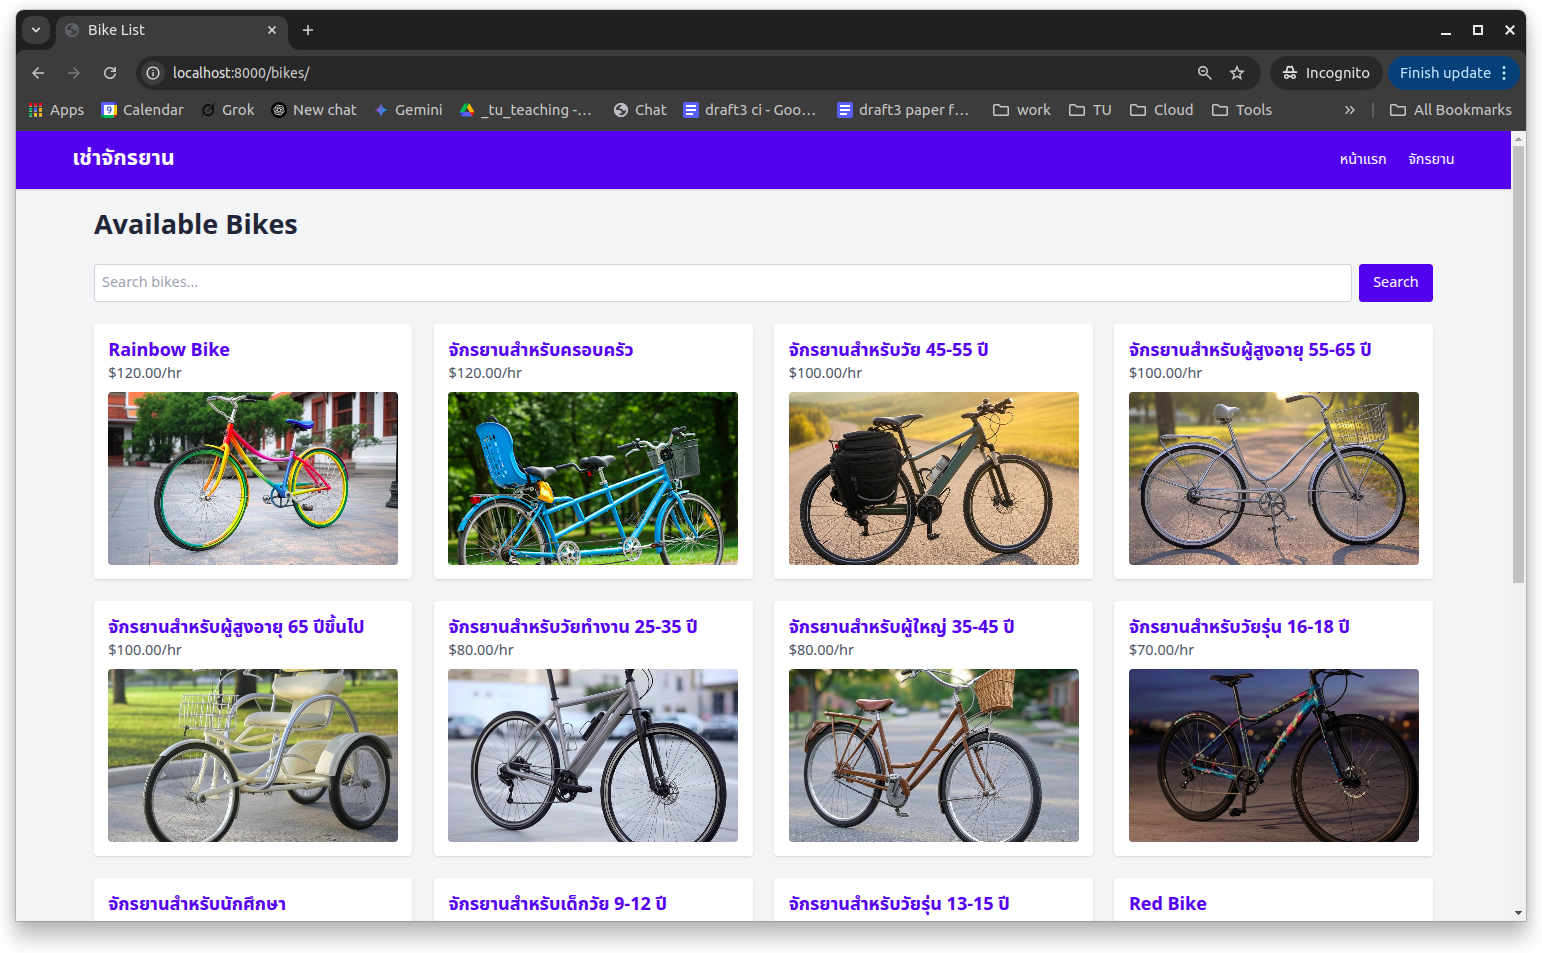 Bike List
localhost:8000/bikes/
Incognito
Finish update
Apps
Calendar
Grok
New chat
Gemini
_tu_teaching -...
Chat
draft3 ci - Goo...
draft3 paper f...
work
TU
Cloud
Tools
All Bookmarks
เช่าจักรยาน
หน้าแรก
จักรยาน
Available Bikes
Search bikes...
Search
Rainbow Bike
$120.00/hr
จักรยานสำหรับครอบครัว
$120.00/hr
จักรยานสำหรับวัย 45-55 ปี
$100.00/hr
จักรยานสำหรับผู้สูงอายุ 55-65 ปี
$100.00/hr
จักรยานสำหรับผู้สูงอายุ 65 ปีขึ้นไป
$100.00/hr
จักรยานสำหรับวัยทำงาน 25-35 ปี
$80.00/hr
จักรยานสำหรับผู้ใหญ่ 35-45 ปี
$80.00/hr
จักรยานสำหรับวัยรุ่น 16-18 ปี
$70.00/hr
จักรยานสำหรับนักศึกษา
จักรยานสำหรับเด็กวัย 9-12 ปี
จักรยานสำหรับวัยรุ่น 13-15 ปี
Red Bike